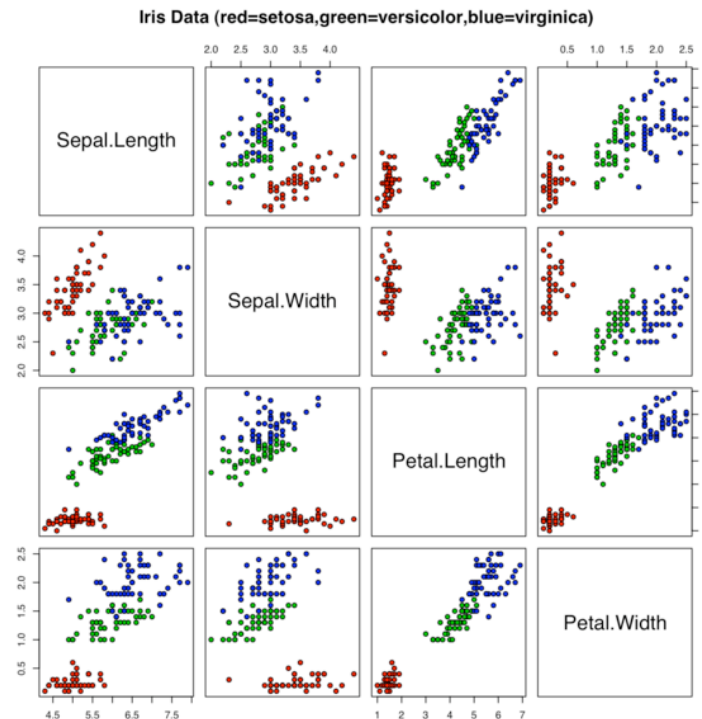 Iris Data (red=setosa,green=versicolor,blue=virginica)
2.0 2.5 3.0 3.5 4.0
0.5 1.0 1.5 2.0 2.5
Sepal.Length
2.0 2.5 3.0 3.5 4.0
Sepal.Width
Petal.Length
0.5 1.0 1.5 2.0 2.5
Petal.Width
4.5 5.5 6.5 7.5
1 2 3 4 5 6 7